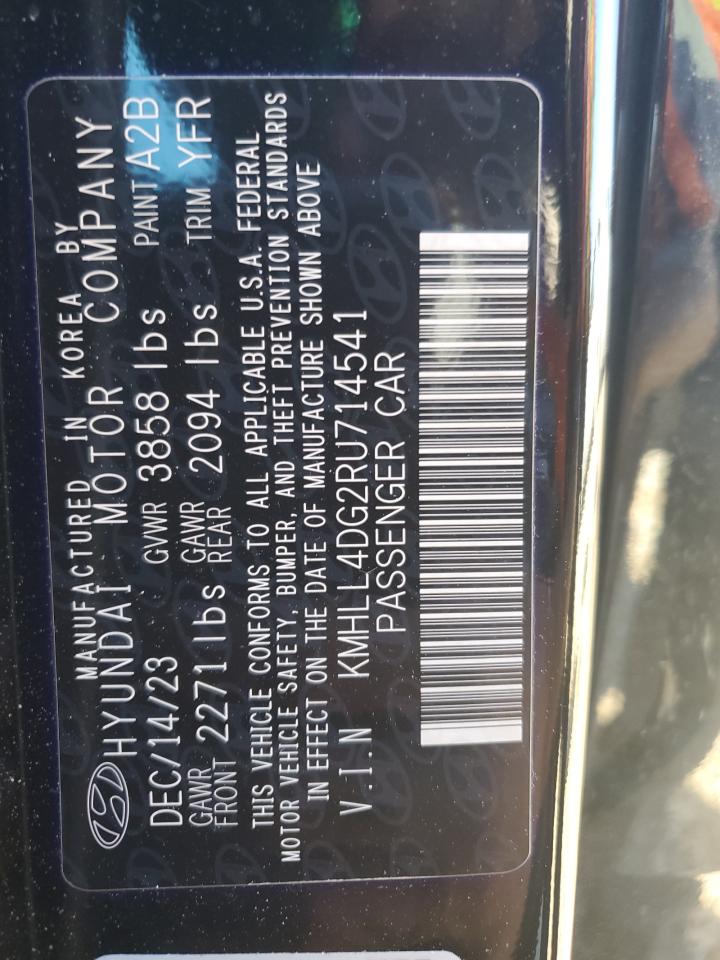 MANUFACTURED IN KOREA BY
HYUNDAI MOTOR COMPANY
DEC/14/23 GVWR 3858 lbs PAINT A2B
GAWR FRONT 2271 lbs GAWR REAR 2094 lbs TRIM YFR
THIS VEHICLE CONFORMS TO ALL APPLICABLE U.S.A. FEDERAL
MOTOR VEHICLE SAFETY, BUMPER, AND THEFT PREVENTION STANDARDS
IN EFFECT ON THE DATE OF MANUFACTURE SHOWN ABOVE
V.I.N KMHLL4DG2RU714541
PASSENGER CAR